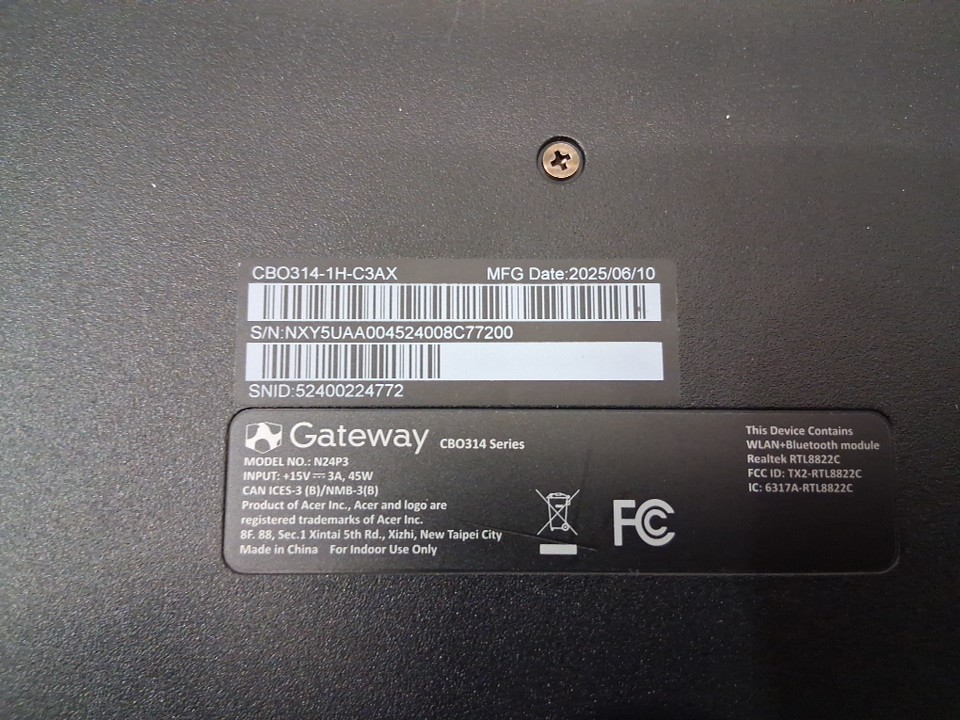 CBO314-1H-C3AX MFG Date:2025/06/10
S/N:NXY5UAA004524008C77200
SNID:52400224772
Gateway CBO314 Series
MODEL NO.: N24P3
INPUT: +15V ⎓ 3A, 45W
CAN ICES-3 (B)/NMB-3(B)
Product of Acer Inc., Acer and logo are
registered trademarks of Acer Inc.
8F. 88, Sec.1 Xintai 5th Rd., Xizhi, New Taipei City
Made in China For Indoor Use Only
FC
This Device Contains
WLAN+Bluetooth module
Realtek RTL8822C
FCC ID: TX2-RTL8822C
IC: 6317A-RTL8822C